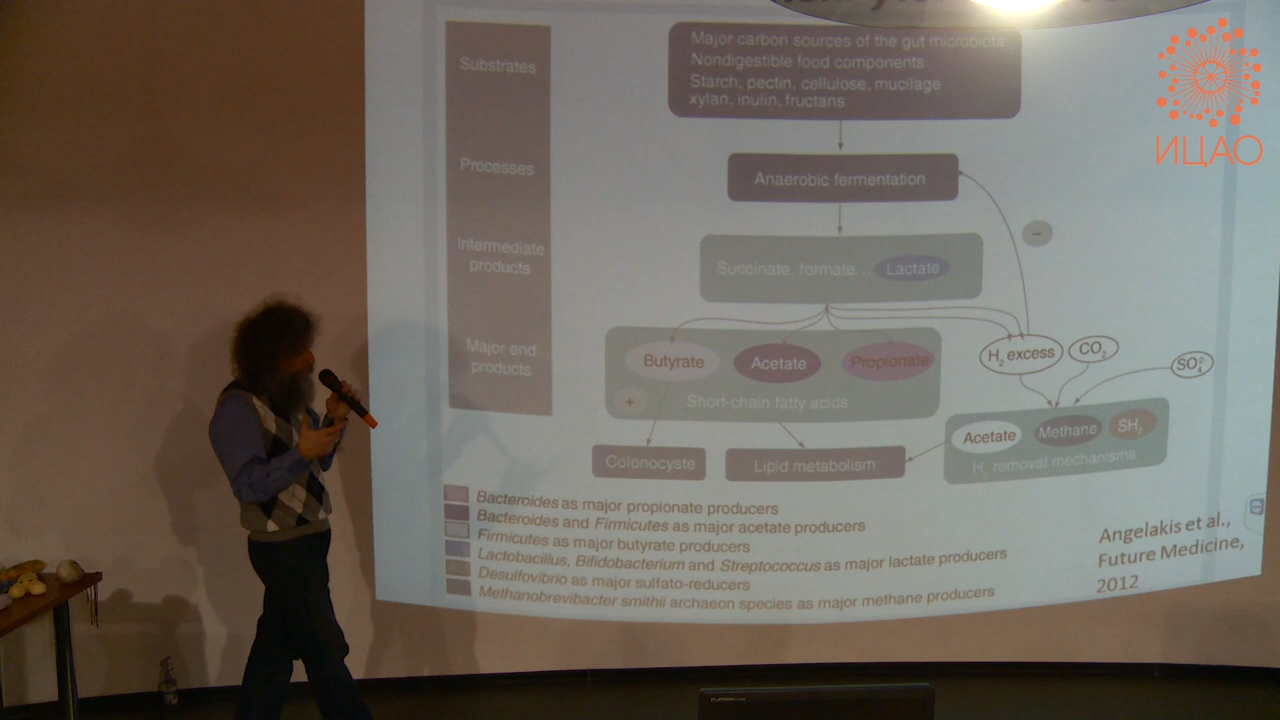 Substrates
Major carbon sources of the gut microbiota
Nondigestible food components
Starch, pectin, cellulose, mucilage
xylan, inulin, fructans
ИЦАО
Processes
Anaerobic fermentation
Intermediate
products
Succinate, formate... Lactate
−
Major end
products
Butyrate Acetate Propionate
+ Short-chain fatty acids
H2 excess
CO2
SO4 2-
Colonocyste
Lipid metabolism
Acetate Methane SH2
H2 removal mechanisms
Bacteroides as major propionate producers
Bacteroides and Firmicutes as major acetate producers
Firmicutes as major butyrate producers
Lactobacillus, Bifidobacterium and Streptococcus as major lactate producers
Desulfovibrio as major sulfato-reducers
Methanobrevibacter smithii archaeon species as major methane producers
Angelakis et al.,
Future Medicine,
2012